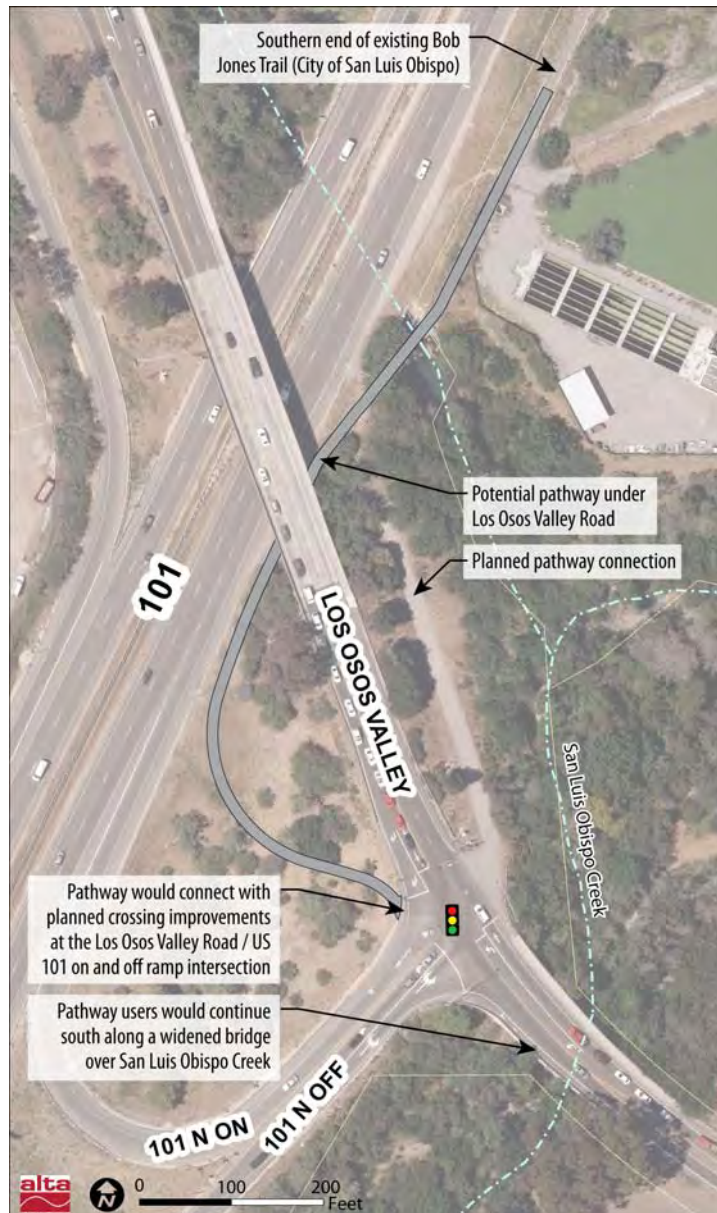 Southern end of existing Bob
Jones Trail (City of San Luis Obispo)
Potential pathway under
Los Osos Valley Road
Planned pathway connection
101
LOS OSOS VALLEY
San Luis Obispo Creek
Pathway would connect with
planned crossing improvements
at the Los Osos Valley Road / US
101 on and off ramp intersection
Pathway users would continue
south along a widened bridge
over San Luis Obispo Creek
101 N ON
101 N OFF
alta
N
0 100 200
Feet